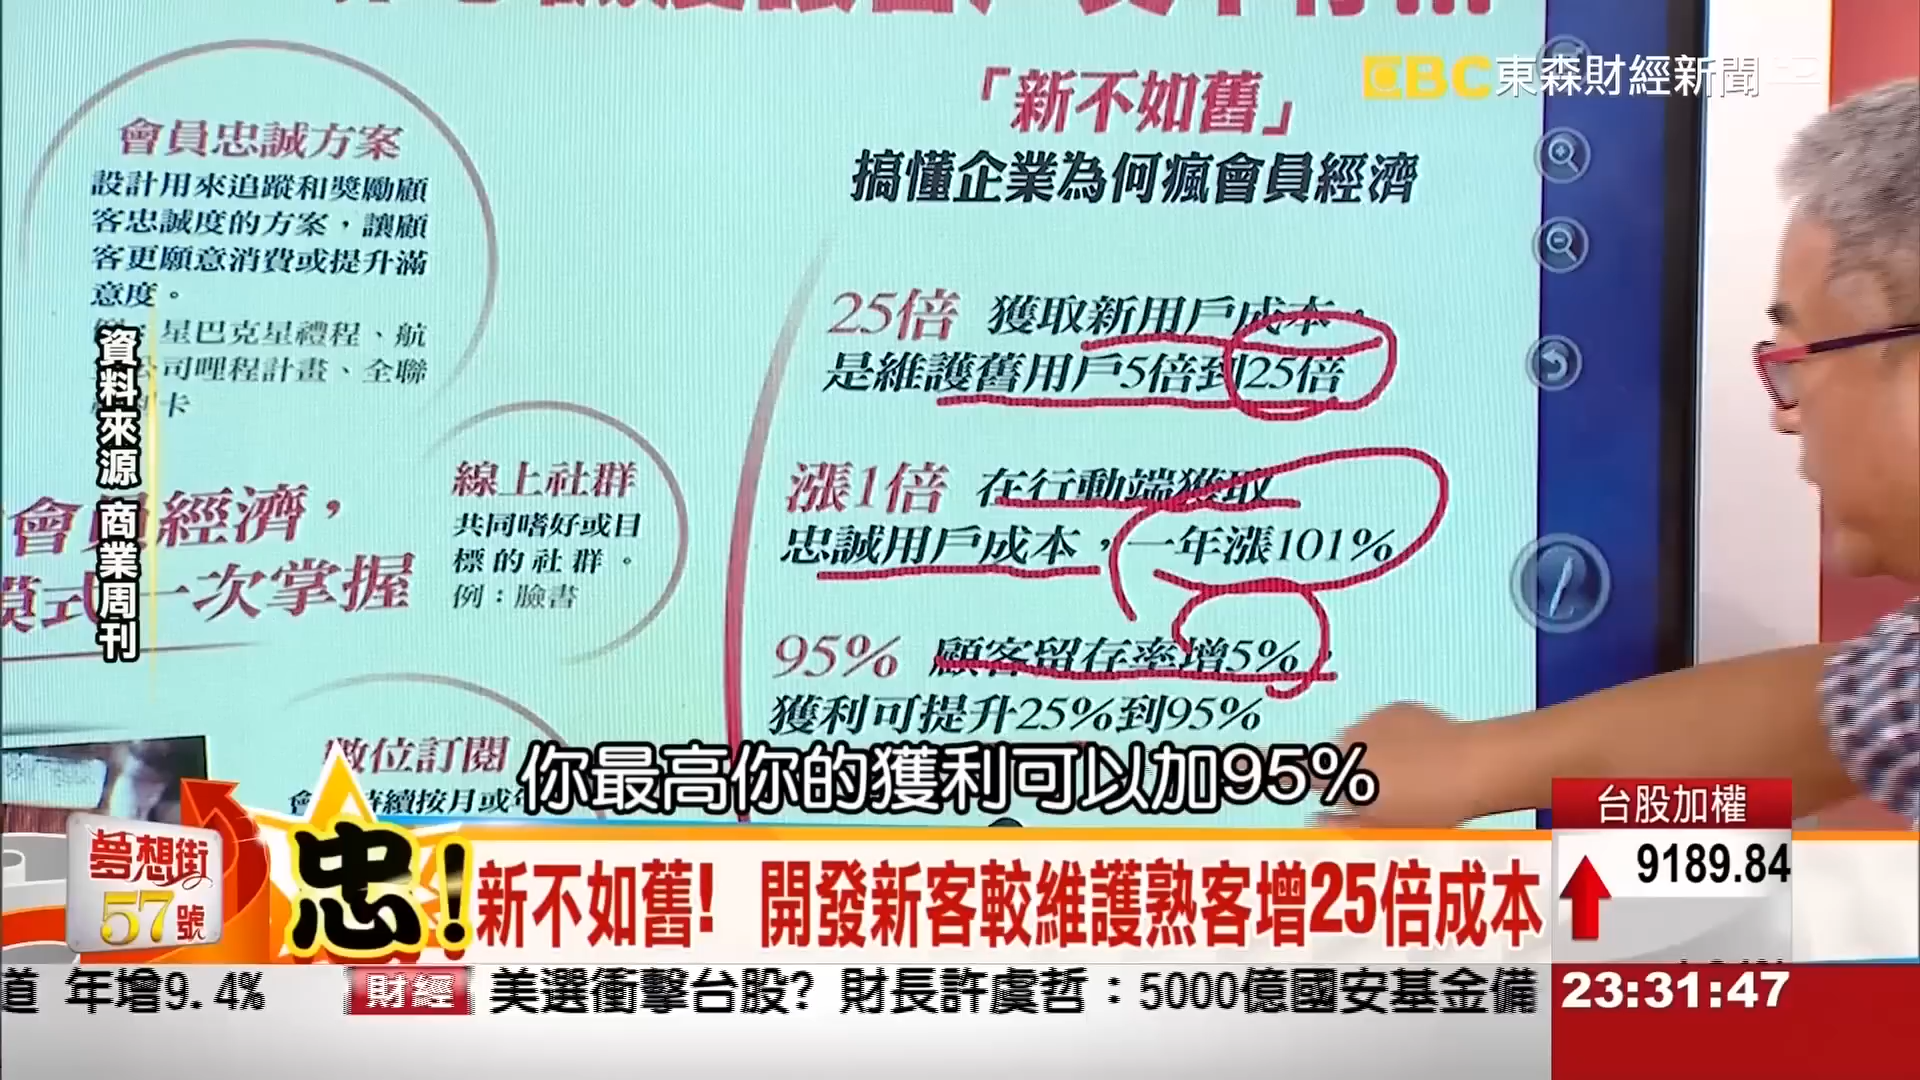 EBC東森財經新聞
「新不如舊」
搞懂企業為何瘋會員經濟
會員忠誠方案
設計用來追蹤和獎勵顧
客忠誠度的方案，讓顧
客更願意消費或提升滿
意度。
星巴克星禮程、航
司哩程計畫、全聯
卡
資料來源 商業周刊
會員經濟，
模式一次掌握
線上社群
共同嗜好或目
標的社群。
例：臉書
數位訂閱
持續按月或
25倍 獲取新用戶成本，
是維護舊用戶5倍到25倍
漲1倍 在行動端獲取
忠誠用戶成本，一年漲101%
95% 顧客留存率增5%，
獲利可提升25%到95%
你最高你的獲利可以加95%
夢想街
57號
忠！
新不如舊! 開發新客較維護熟客增25倍成本
台股加權
9189.84
道 年增9.4%
財經
美選衝擊台股? 財長許虞哲：5000億國安基金備
23:31:47